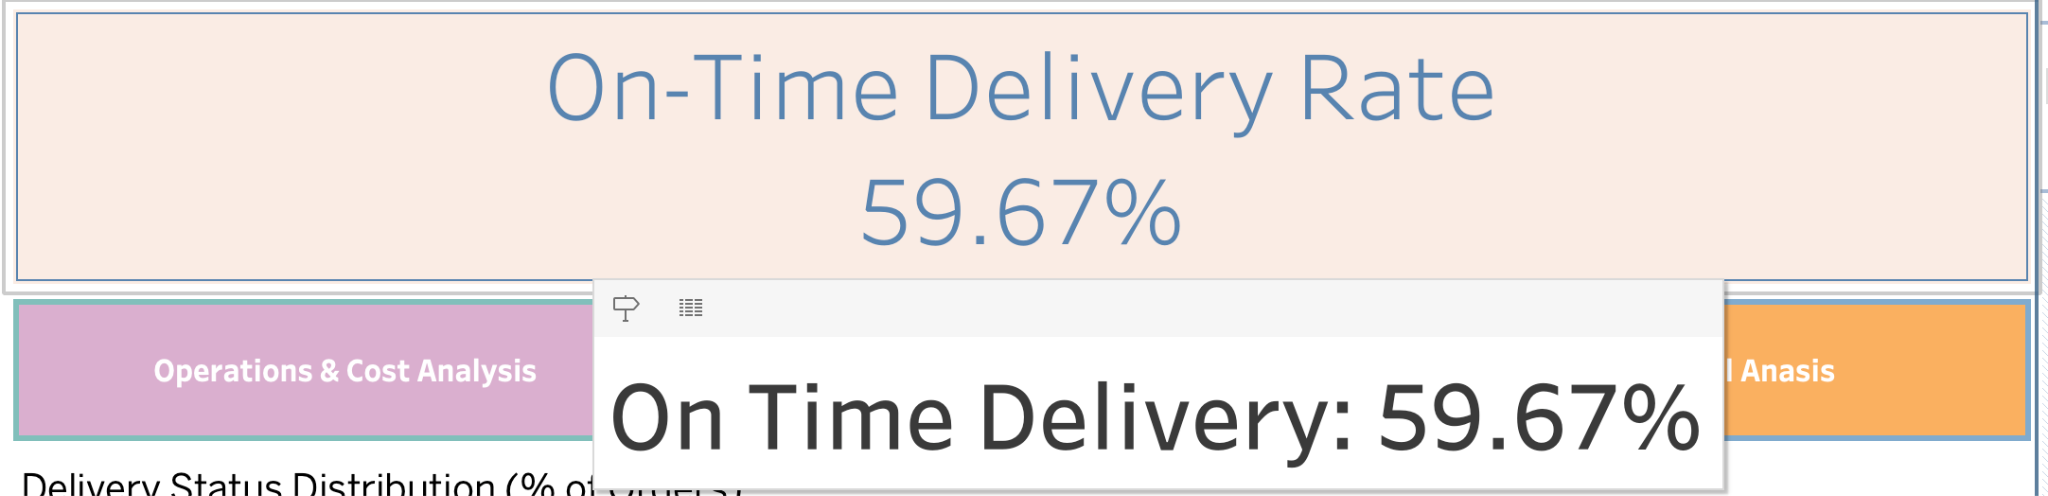 On-Time Delivery Rate
59.67%
Operations & Cost Analysis
l Anasis
On Time Delivery: 59.67%
Delivery Status Distribution (% of Orders)